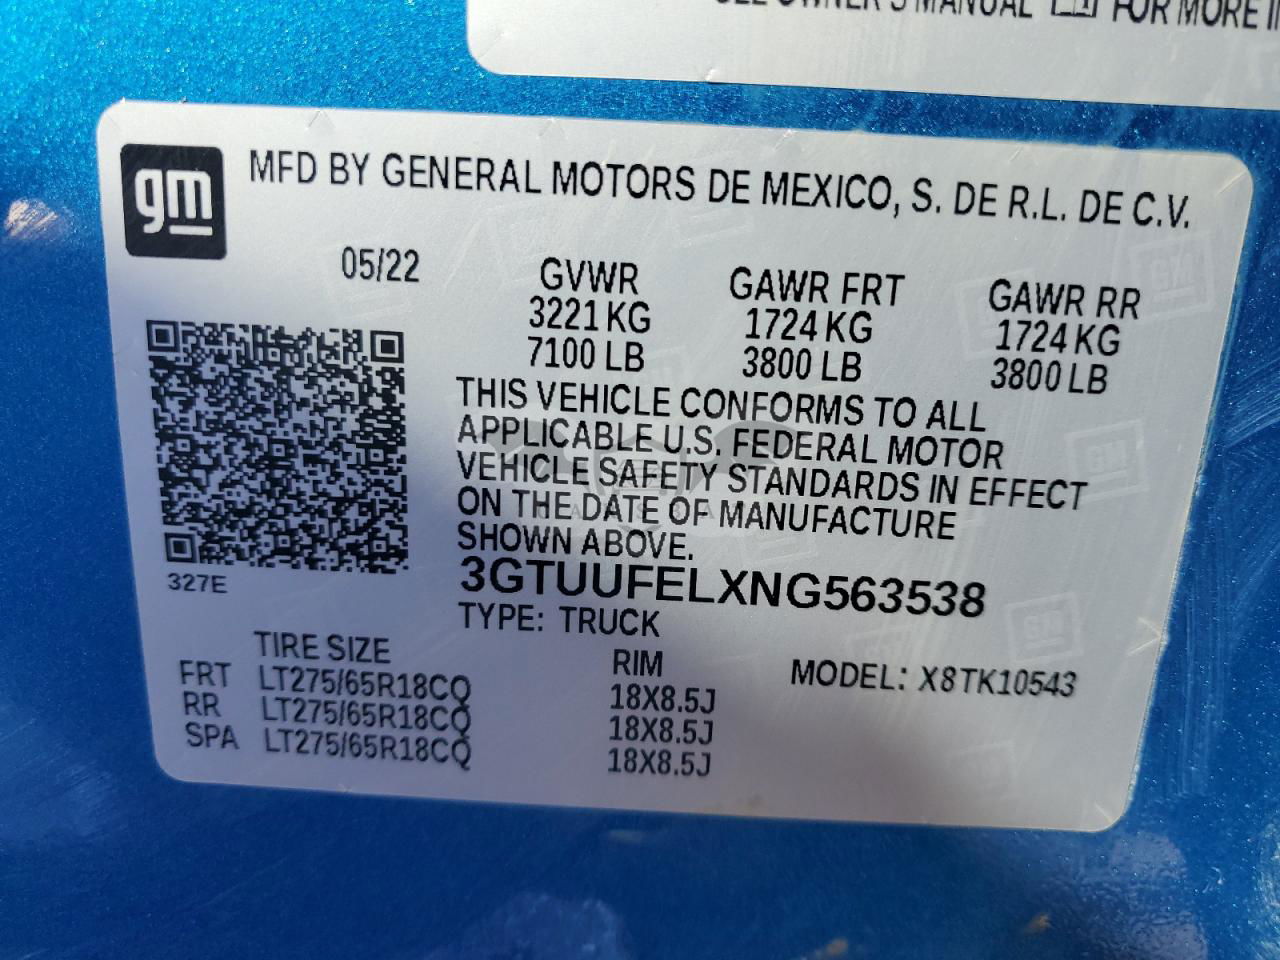 SEE OWNER'S MANUAL FOR MORE
gm
MFD BY GENERAL MOTORS DE MEXICO, S. DE R.L. DE C.V.
05/22
GVWR GAWR FRT GAWR RR
3221 KG 1724 KG 1724 KG
7100 LB 3800 LB 3800 LB
THIS VEHICLE CONFORMS TO ALL
APPLICABLE U.S. FEDERAL MOTOR
VEHICLE SAFETY STANDARDS IN EFFECT
ON THE DATE OF MANUFACTURE
SHOWN ABOVE.
327E
3GTUUFELXNG563538
TYPE: TRUCK
TIRE SIZE RIM MODEL: X8TK10543
FRT LT275/65R18CQ 18X8.5J
RR LT275/65R18CQ 18X8.5J
SPA LT275/65R18CQ 18X8.5J